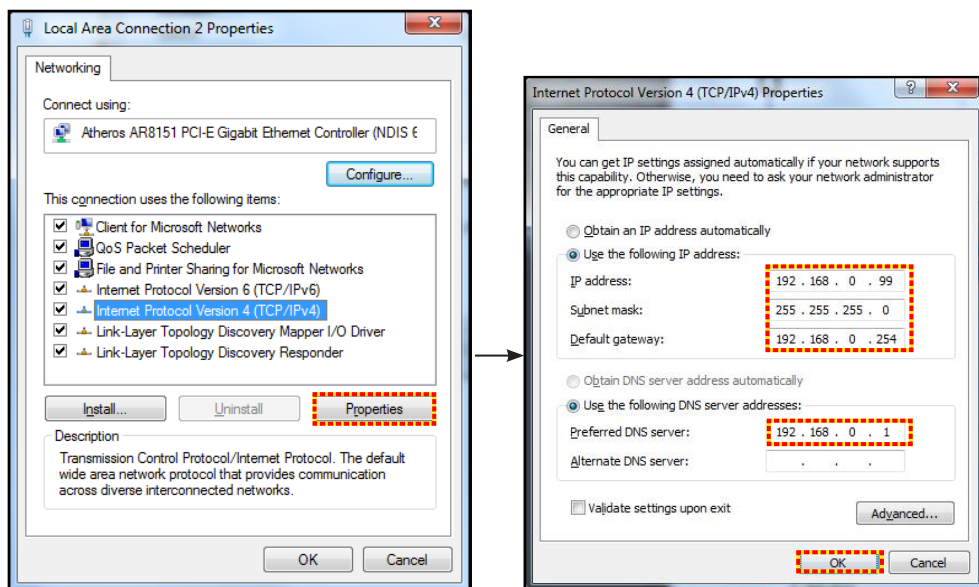 Local Area Connection 2 Properties
Networking
Connect using:
Atheros AR8151 PCI-E Gigabit Ethernet Controller (NDIS 6
Configure...
This connection uses the following items:
Client for Microsoft Networks
QoS Packet Scheduler
File and Printer Sharing for Microsoft Networks
Internet Protocol Version 6 (TCP/IPv6)
Internet Protocol Version 4 (TCP/IPv4)
Link-Layer Topology Discovery Mapper I/O Driver
Link-Layer Topology Discovery Responder
Install... Uninstall Properties
Description
Transmission Control Protocol/Internet Protocol. The default
wide area network protocol that provides communication
across diverse interconnected networks.
OK Cancel
Internet Protocol Version 4 (TCP/IPv4) Properties
General
You can get IP settings assigned automatically if your network supports
this capability. Otherwise, you need to ask your network administrator
for the appropriate IP settings.
Obtain an IP address automatically
Use the following IP address:
IP address: 192 . 168 . 0 . 99
Subnet mask: 255 . 255 . 255 . 0
Default gateway: 192 . 168 . 0 . 254
Obtain DNS server address automatically
Use the following DNS server addresses:
Preferred DNS server: 192 . 168 . 0 . 1
Alternate DNS server: . . .
Validate settings upon exit
Advanced...
OK Cancel